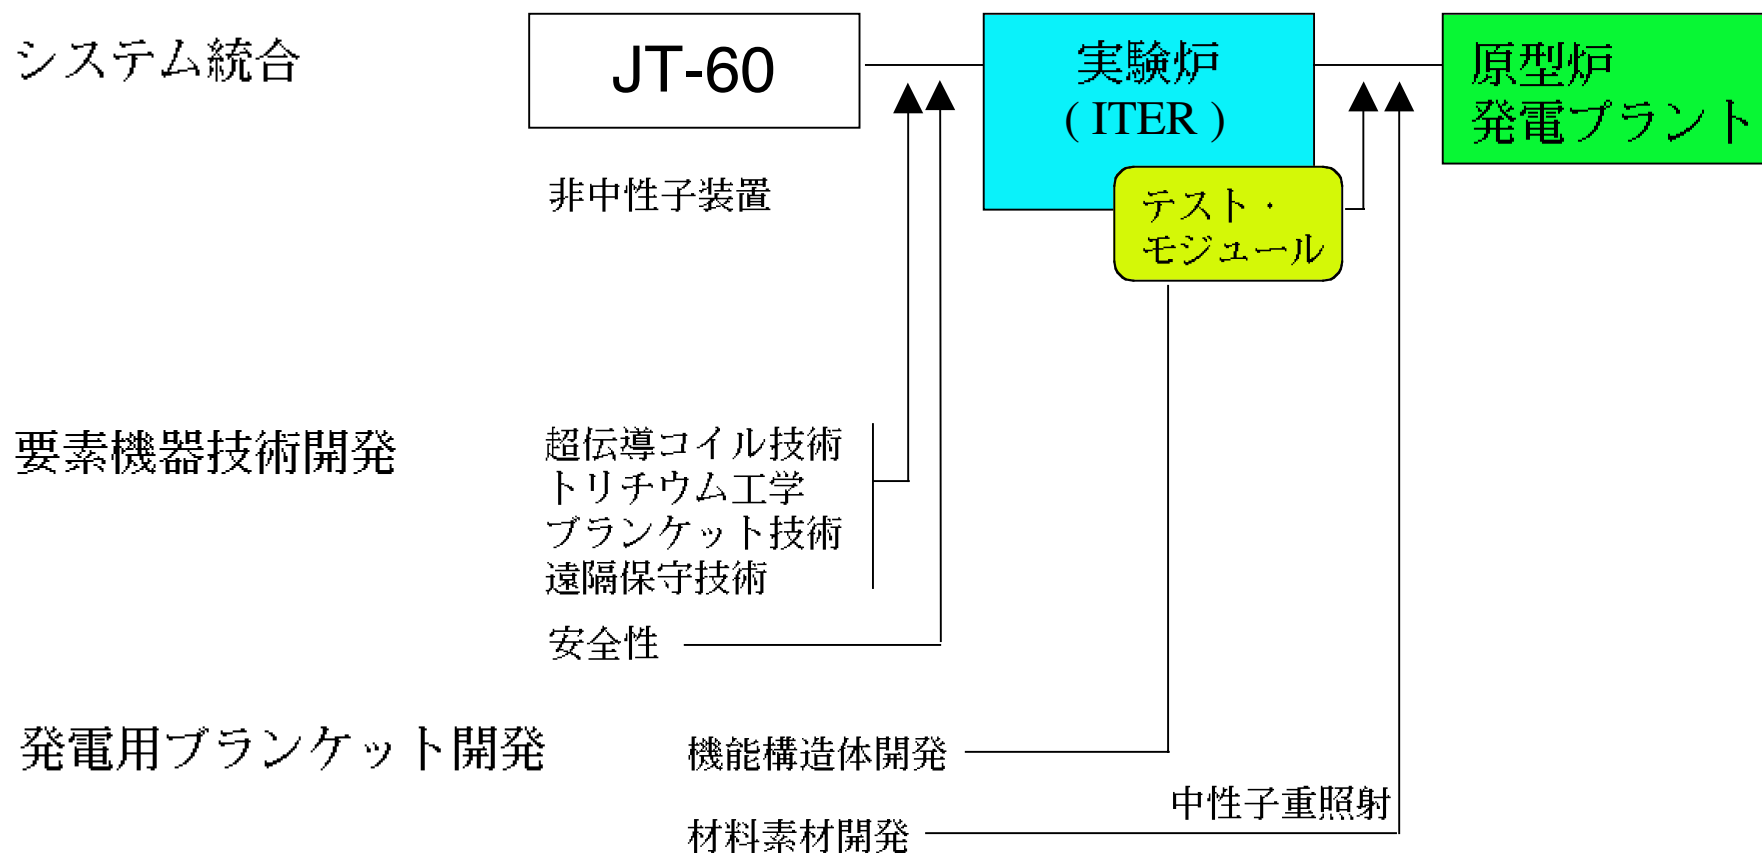 システム統合
JT-60
実験炉
( ITER )
原型炉
発電プラント
非中性子装置
テスト・
モジュール
要素機器技術開発
超伝導コイル技術
トリチウム工学
ブランケット技術
遠隔保守技術
安全性
発電用ブランケット開発
機能構造体開発
中性子重照射
材料素材開発